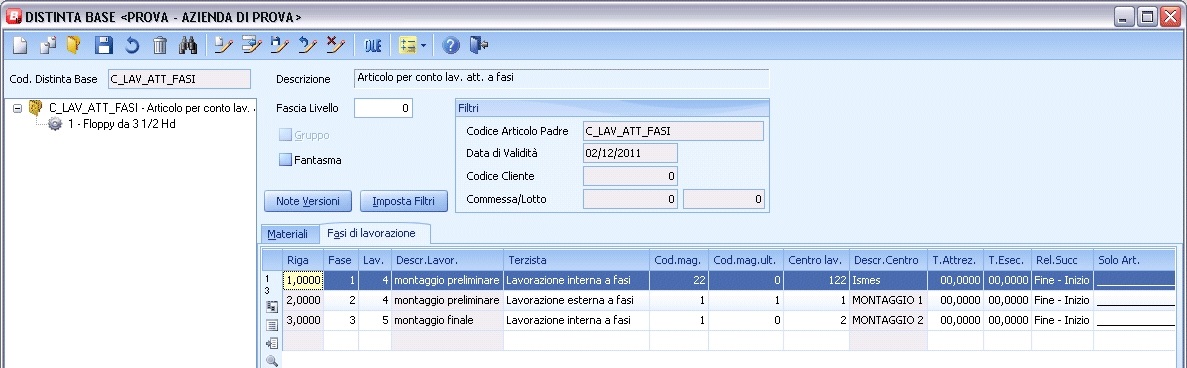 DISTINTA BASE <PROVA - AZIENDA DI PROVA>
OLE
Cod. Distinta Base C_LAV_ATT_FASI Descrizione Articolo per conto lav. att. a fasi
C_LAV_ATT_FASI - Articolo per conto lav.
1 - Floppy da 3 1/2 Hd
Fascia Livello 0
Gruppo
Fantasma
Filtri
Codice Articolo Padre C_LAV_ATT_FASI
Data di Validità 02/12/2011
Codice Cliente 0
Commessa/Lotto 0 0
Note Versioni Imposta Filtri
Materiali Fasi di lavorazione
Riga Fase Lav. Descr.Lavor. Terzista Cod.mag. Cod.mag.ult. Centro lav. Descr.Centro T.Attrez. T.Esec. Rel.Succ Solo Art.
1
3
1,0000 1 4 montaggio preliminare Lavorazione interna a fasi 22 0 122 Ismes 00,0000 00,0000 Fine - Inizio
2,0000 2 4 montaggio preliminare Lavorazione esterna a fasi 1 1 1 MONTAGGIO 1 00,0000 00,0000 Fine - Inizio
3,0000 3 5 montaggio finale Lavorazione interna a fasi 1 0 2 MONTAGGIO 2 00,0000 00,0000 Fine - Inizio